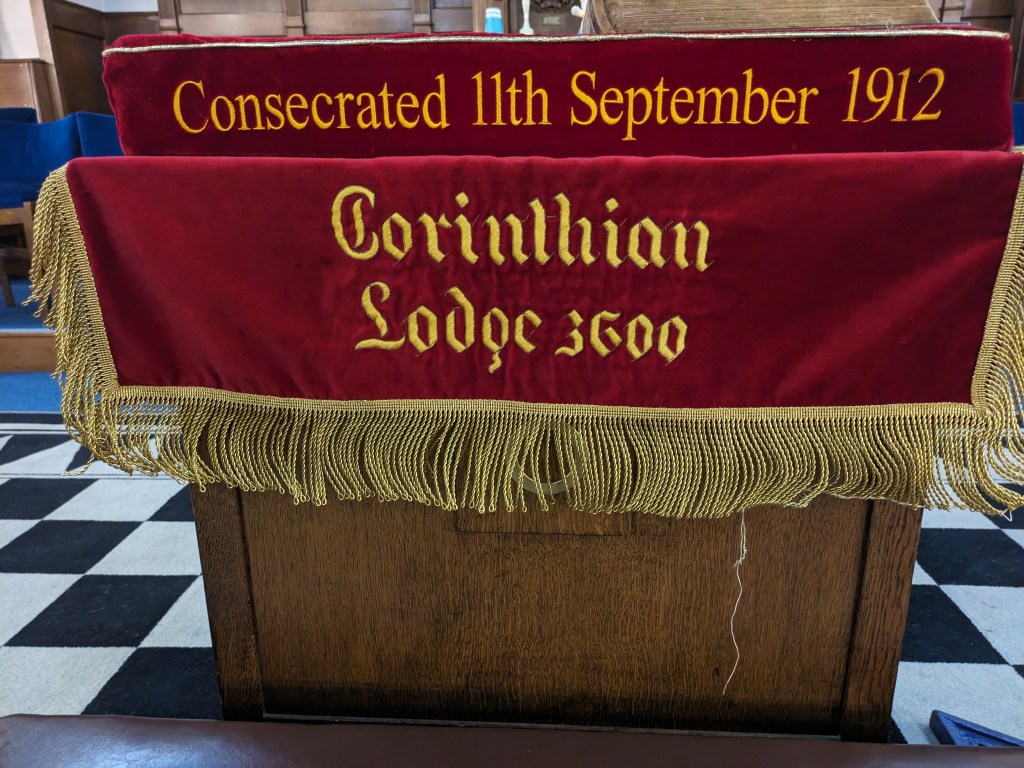 Consecrated 11th September 1912
Corinthian
Lodge 3600